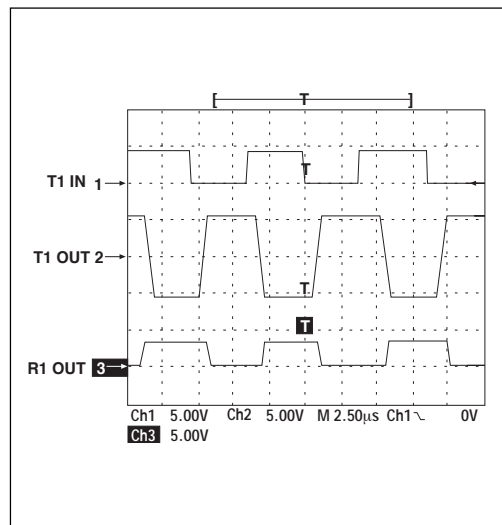 [ T ]
T1 IN 1
T
T1 OUT 2
T
T
R1 OUT 3
Ch1 5.00V Ch2 5.00V M 2.50µs Ch1 0V
Ch3 5.00V